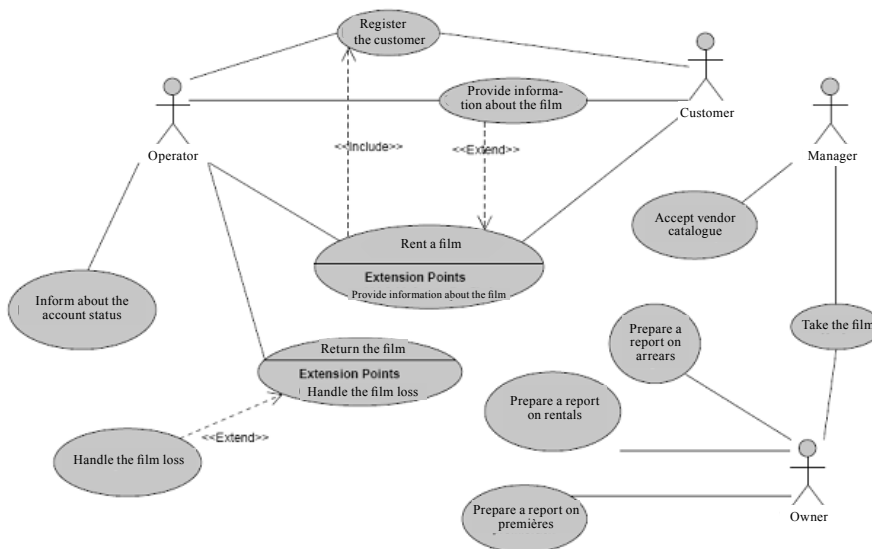 Register
the customer
Provide informa-
tion about the film
Customer
Operator
Manager
<<Include>>
<<Extend>>
Accept vendor
catalogue
Rent a film
Extension Points
Provide information about the film
Inform about the
account status
Take the film
Prepare a
report on
arrears
Return the film
Extension Points
Handle the film loss
Prepare a report
on rentals
<<Extend>>
Handle the film loss
Prepare a report on
premières
Owner